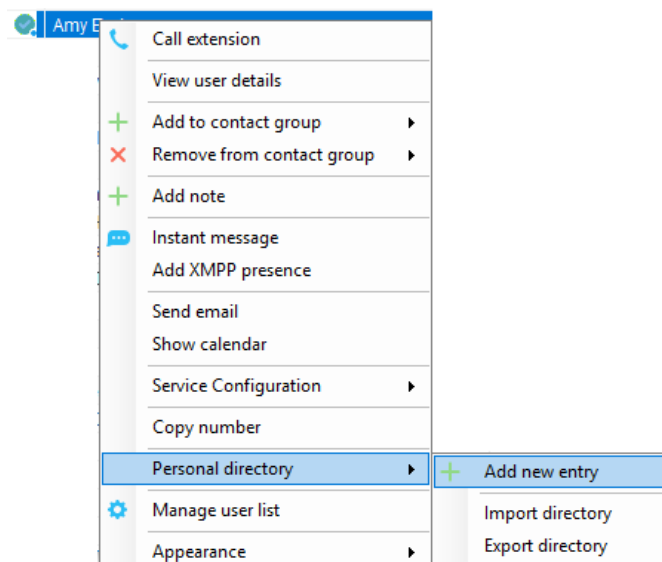 Amy
Call extension
View user details
Add to contact group
Remove from contact group
Add note
Instant message
Add XMPP presence
Send email
Show calendar
Service Configuration
Copy number
Personal directory
Add new entry
Manage user list
Import directory
Appearance
Export directory